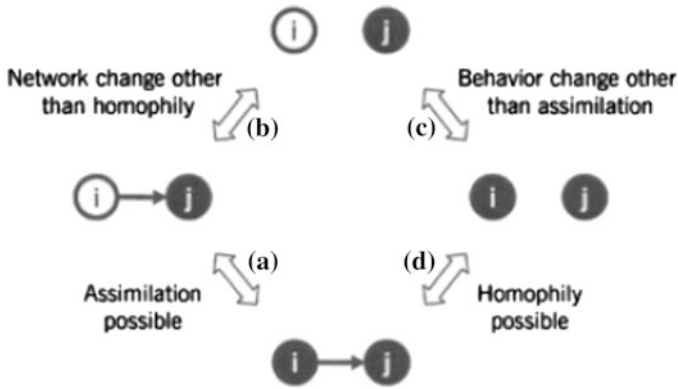 i j
Network change other
than homophily
(b)
(c)
Behavior change other
than assimilation
i j
i j
(a)
(d)
Assimilation
possible
Homophily
possible
i j